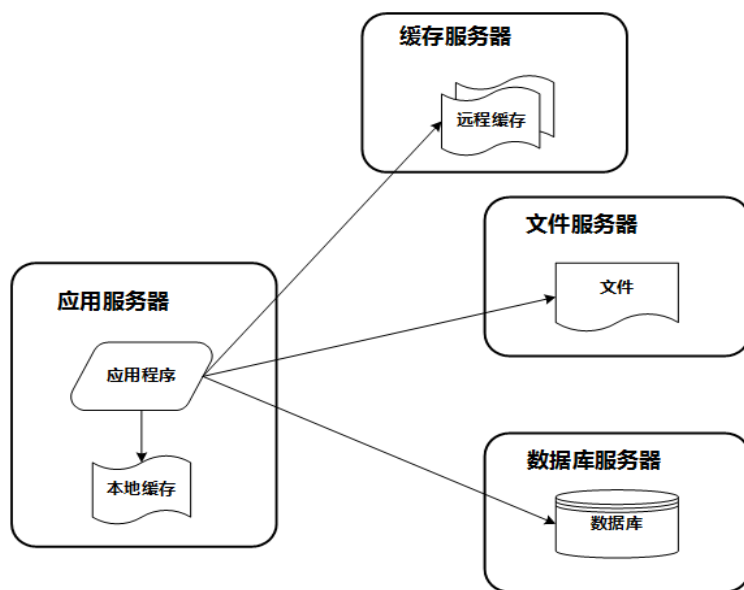 缓存服务器
远程缓存
文件服务器
文件
应用服务器
应用程序
本地缓存
数据库服务器
数据库